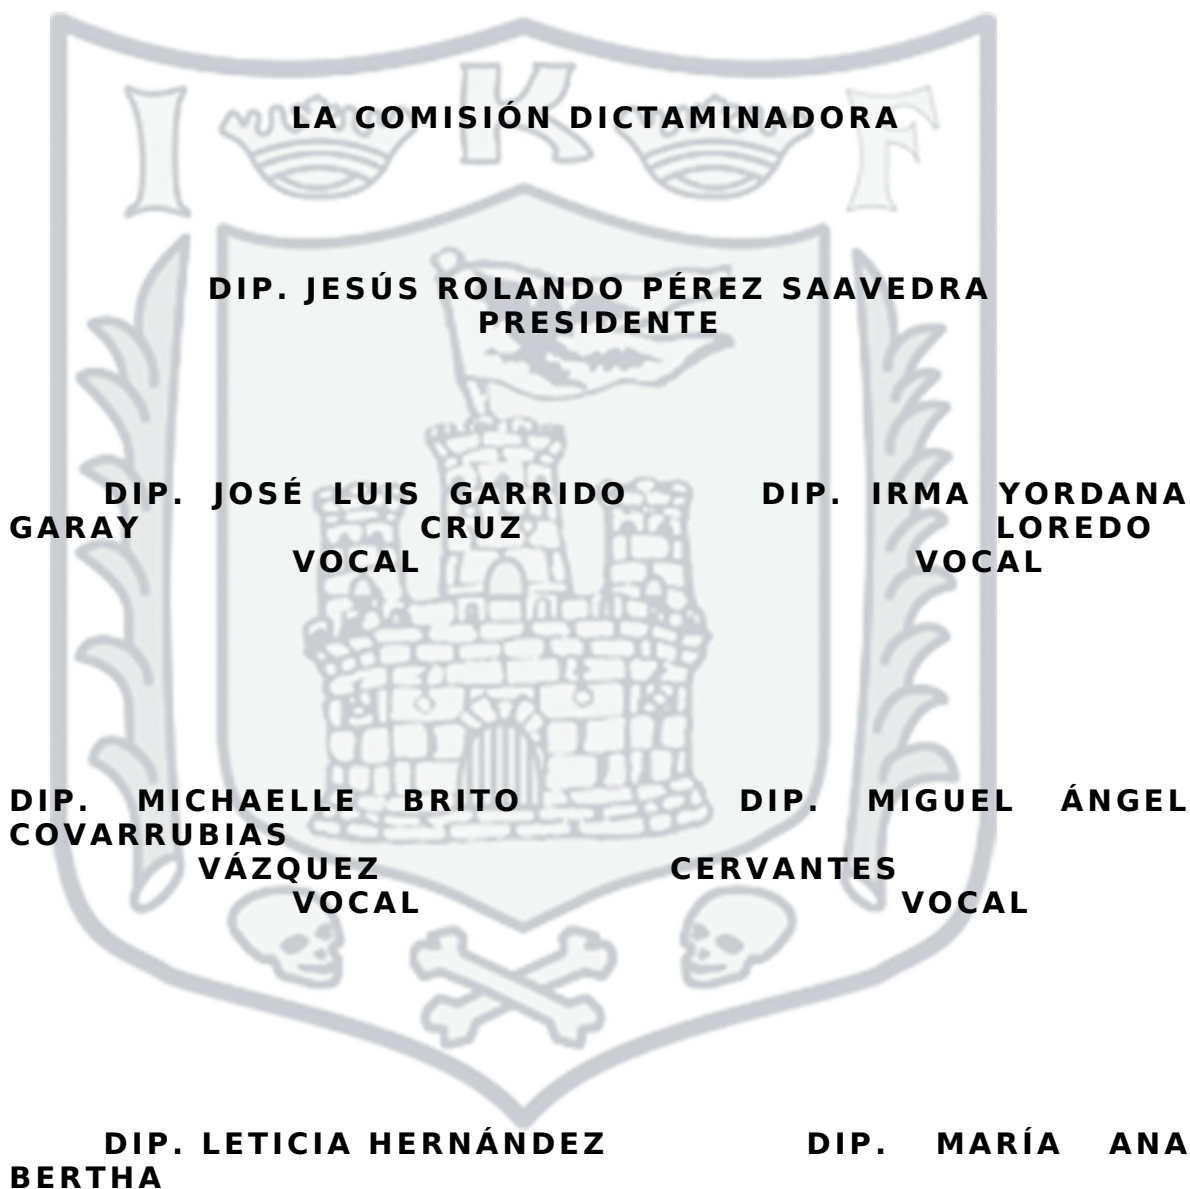 I K F
LA COMISIÓN DICTAMINADORA
DIP. JESÚS ROLANDO PÉREZ SAAVEDRA
PRESIDENTE
DIP. JOSÉ LUIS GARRIDO DIP. IRMA YORDANA
GARAY CRUZ LOREDO
VOCAL VOCAL
DIP. MICHAELLE BRITO DIP. MIGUEL ÁNGEL
COVARRUBIAS
VÁZQUEZ CERVANTES
VOCAL VOCAL
DIP. LETICIA HERNÁNDEZ DIP. MARÍA ANA
BERTHA